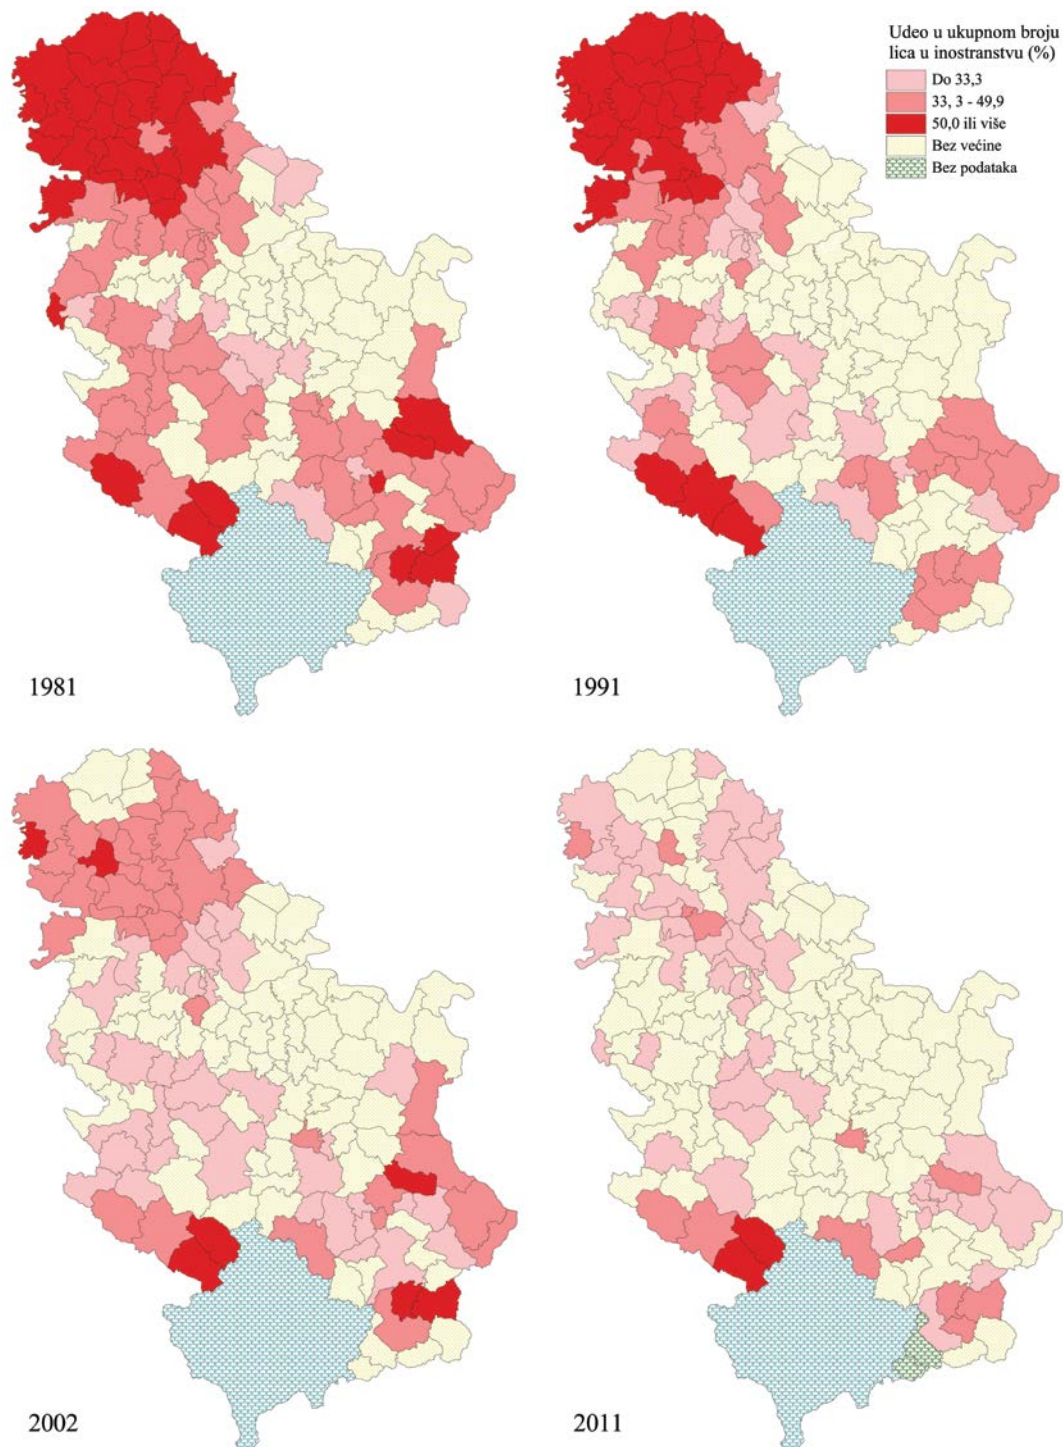 Udeo u ukupnom broju
lica u inostranstvu (%)
Do 33,3
33, 3 - 49,9
50,0 ili više
Bez većine
Bez podataka
1981
1991
2002
2011